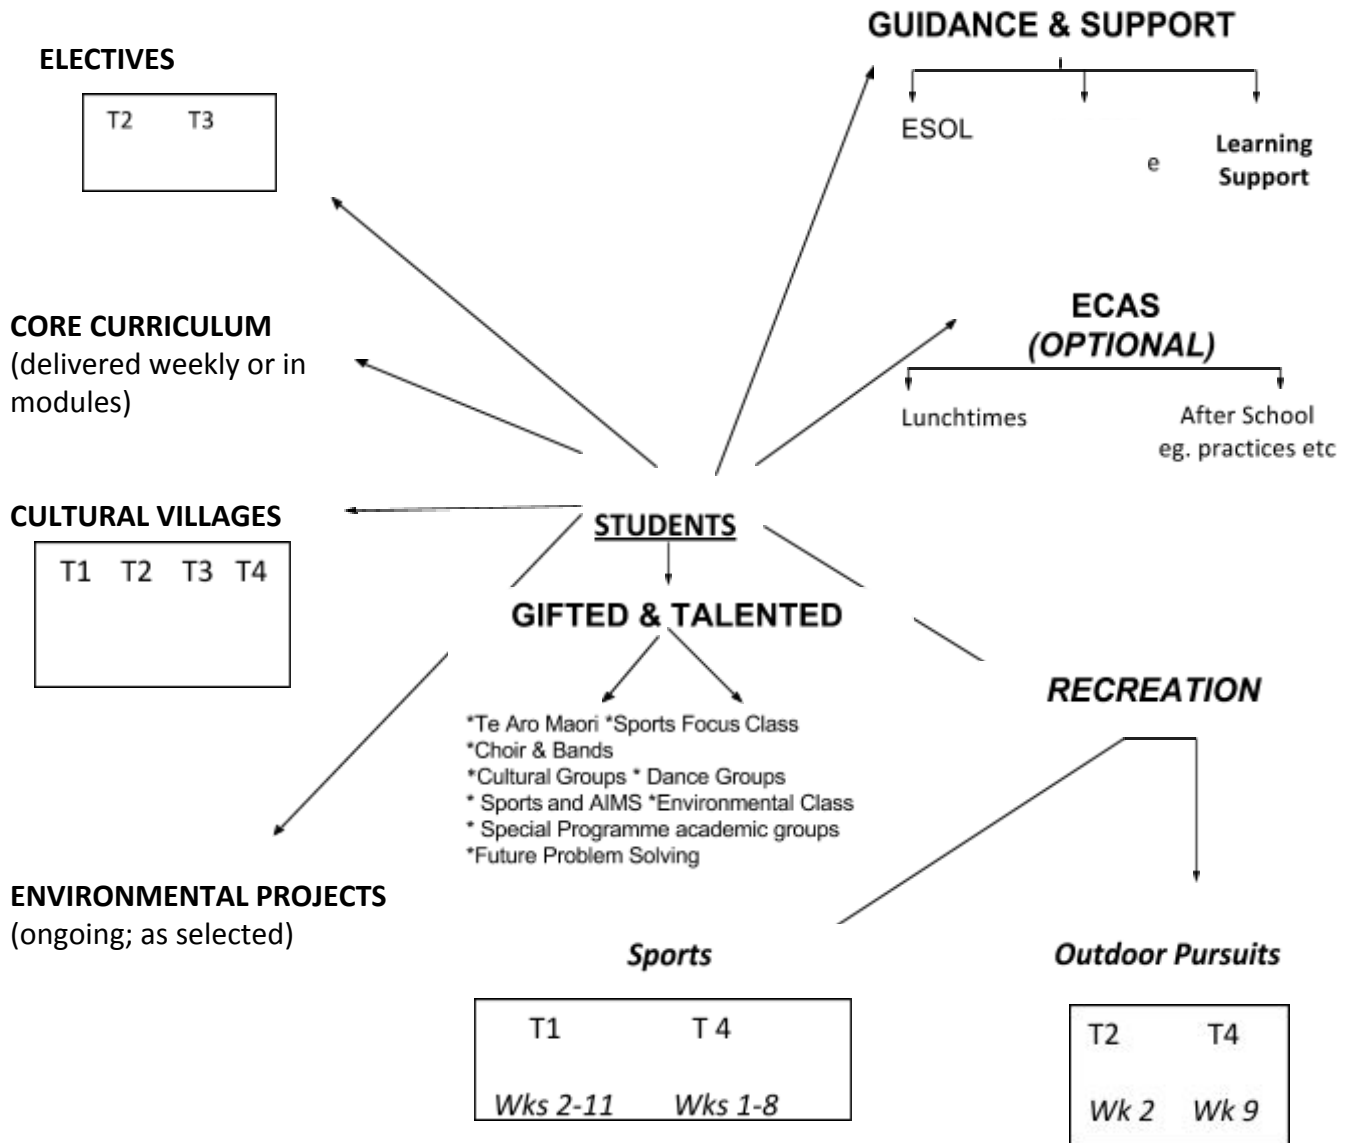 GUIDANCE & SUPPORT
ELECTIVES
T2 T3
ESOL
e
Learning
Support
CORE CURRICULUM
(delivered weekly or in
modules)
ECAS
(OPTIONAL)
Lunchtimes
After School
eg. practices etc
CULTURAL VILLAGES
T1 T2 T3 T4
STUDENTS
GIFTED & TALENTED
*Te Aro Maori *Sports Focus Class
*Choir & Bands
*Cultural Groups * Dance Groups
* Sports and AIMS *Environmental Class
* Special Programme academic groups
*Future Problem Solving
RECREATION
ENVIRONMENTAL PROJECTS
(ongoing; as selected)
Sports
T1 T 4
Wks 2-11 Wks 1-8
Outdoor Pursuits
T2 T4
Wk 2 Wk 9